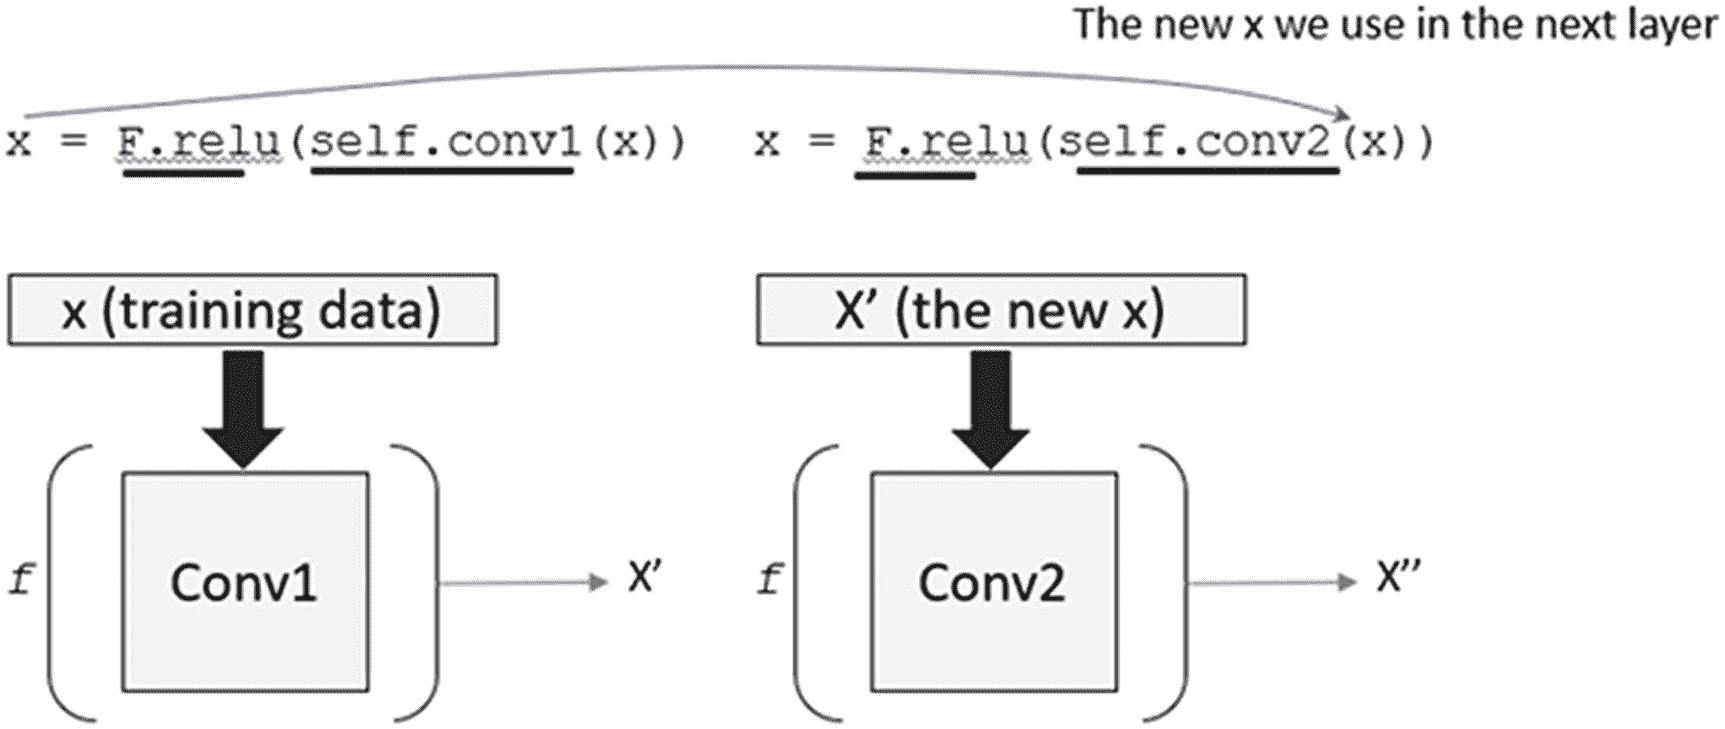 The new x we use in the next layer
x = F.relu(self.conv1(x)) x = F.relu(self.conv2(x))
x (training data) X’ (the new x)
f Conv1 X’ f Conv2 X’’